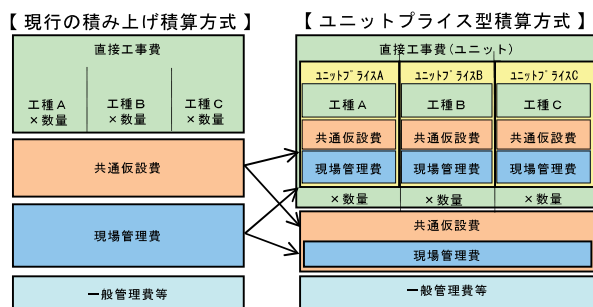 【 現行の積み上げ積算方式 】
直接工事費
工種A 工種B 工種C
×数量 ×数量 ×数量
共通仮設費
現場管理費
一般管理費等
【 ユニットプライス型積算方式 】
直接工事費(ユニット)
ユニットプライスA ユニットプライスB ユニットプライスC
工種A 工種B 工種C
共通仮設費 共通仮設費 共通仮設費
現場管理費 現場管理費 現場管理費
×数量 ×数量 ×数量
共通仮設費
現場管理費
一般管理費等